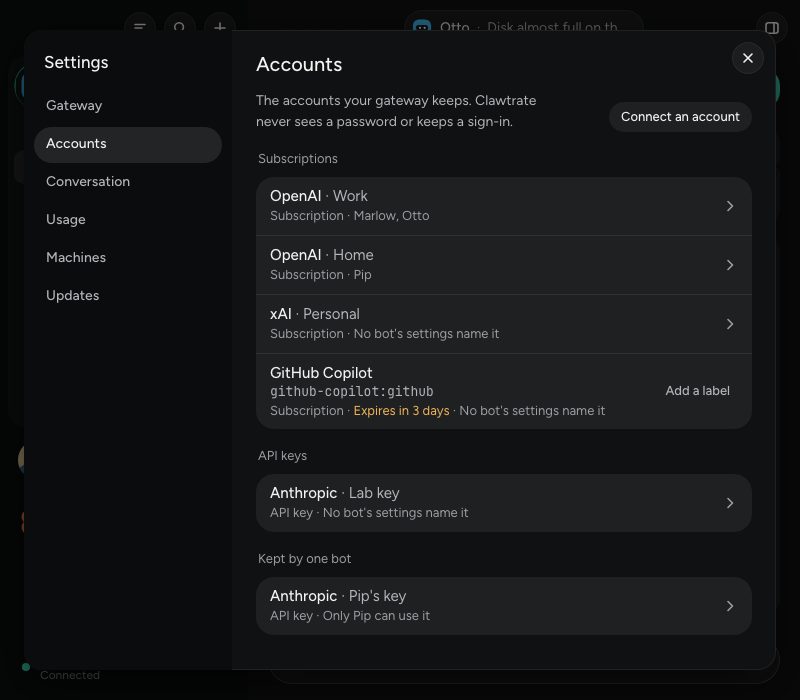 Otto · Disk almost full on th
Settings
Gateway
Accounts
Conversation
Usage
Machines
Updates
Accounts
The accounts your gateway keeps. Clawtrate
never sees a password or keeps a sign-in.
Connect an account
Subscriptions
OpenAI · Work
Subscription · Marlow, Otto
OpenAI · Home
Subscription · Pip
xAI · Personal
Subscription · No bot's settings name it
GitHub Copilot
github-copilot:github
Subscription · Expires in 3 days · No bot's settings name it
Add a label
API keys
Anthropic · Lab key
API key · No bot's settings name it
Kept by one bot
Anthropic · Pip's key
API key · Only Pip can use it
Connected